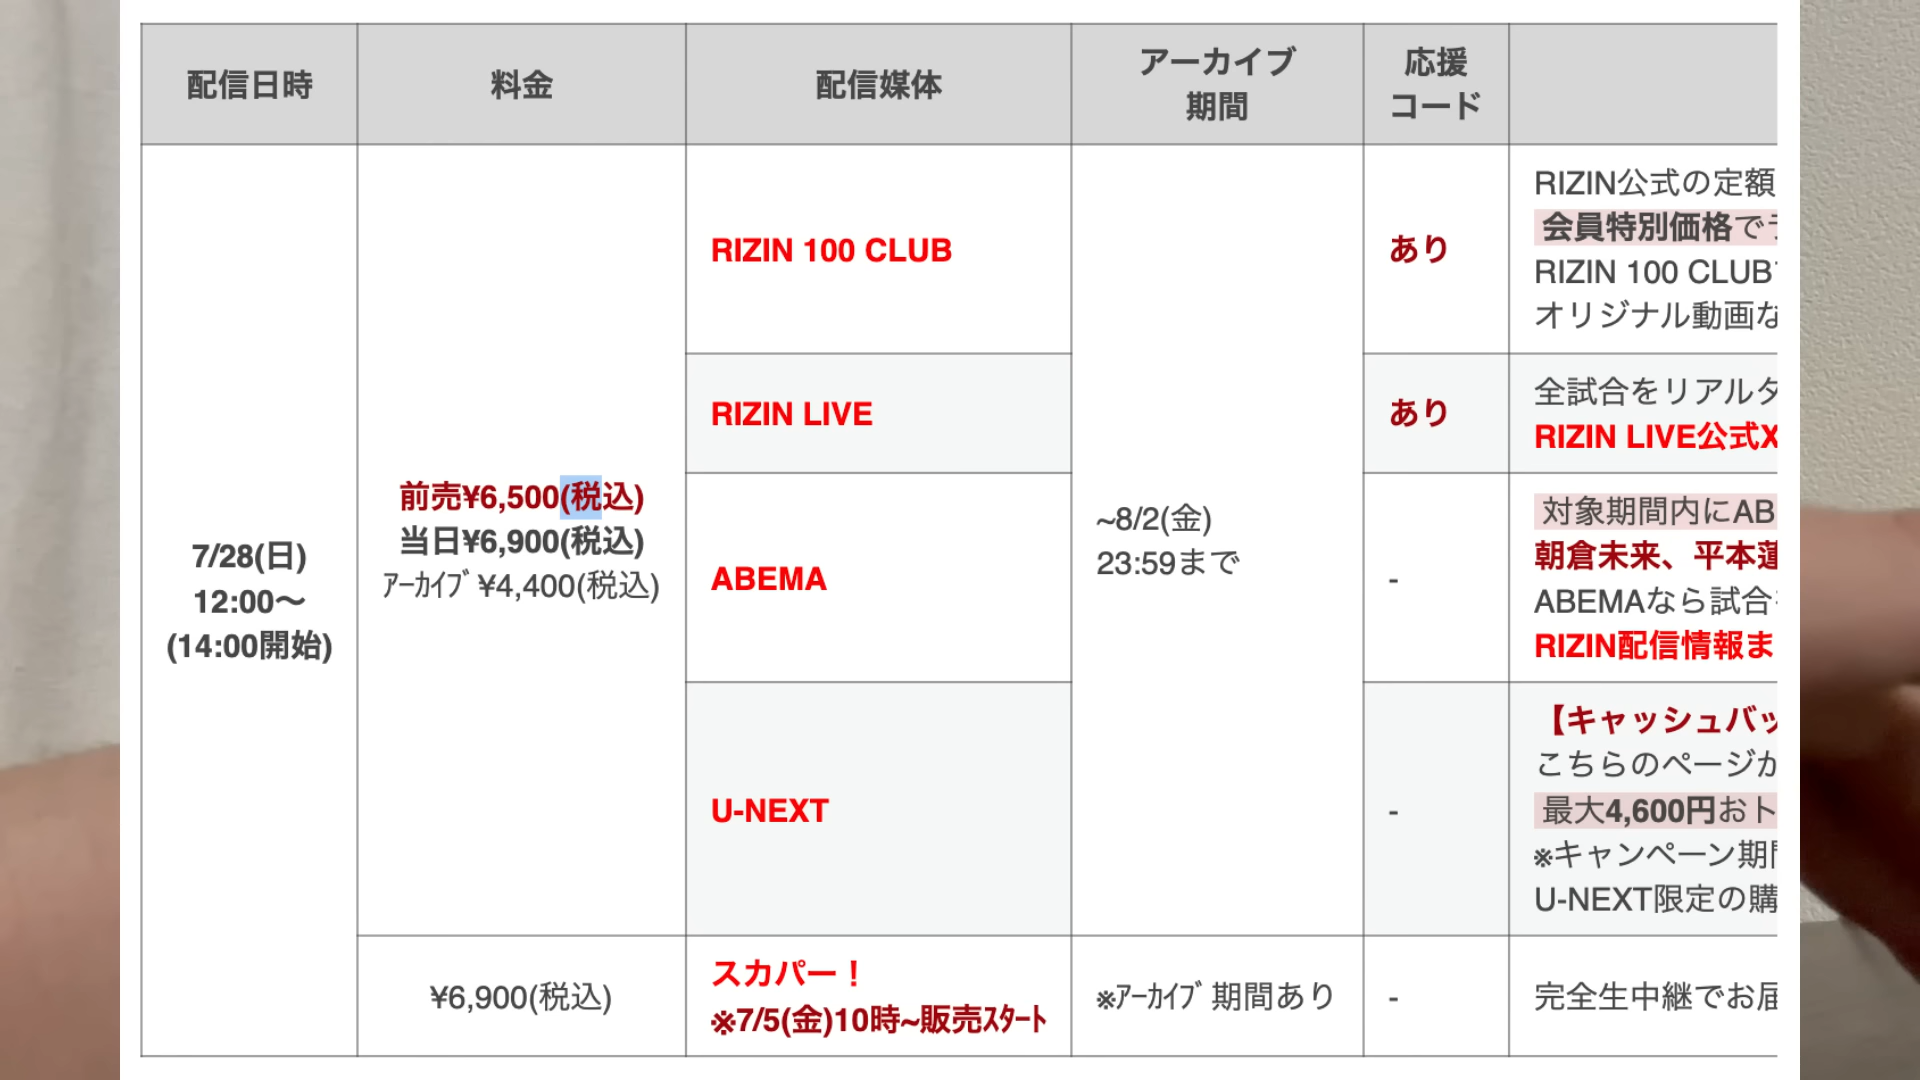 配信日時
料金
配信媒体
アーカイブ
期間
応援
コード
7/28(日)
12:00〜
(14:00開始)
前売¥6,500(税込)
当日¥6,900(税込)
ｱｰｶｲﾌﾞ ¥4,400(税込)
RIZIN 100 CLUB
~8/2(金)
23:59まで
あり
RIZIN公式の定額
会員特別価格で
RIZIN 100 CLUB
オリジナル動画な
RIZIN LIVE
あり
全試合をリアルタ
RIZIN LIVE公式X
ABEMA
-
対象期間内にAB
朝倉未来、平本蓮
ABEMAなら試合
RIZIN配信情報ま
U-NEXT
-
【キャッシュバッ
こちらのページか
最大4,600円おト
※キャンペーン期間
U-NEXT限定の購
¥6,900(税込)
スカパー！
※7/5(金)10時~販売ｽﾀｰﾄ
※ｱｰｶｲﾌﾞ 期間あり
-
完全生中継でお届